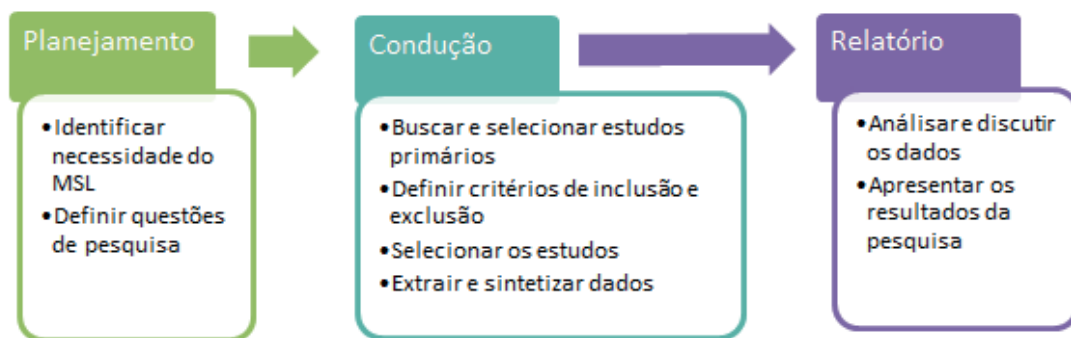 Planejamento
•Identificar
necessidade do
MSL
•Definir questões
de pesquisa
Condução
•Buscar e selecionar estudos
primários
•Definir critérios de inclusão e
exclusão
•Selecionar os estudos
•Extrair e sintetizar dados
Relatório
•Análisar e discutir
os dados
•Apresentar os
resultados da
pesquisa